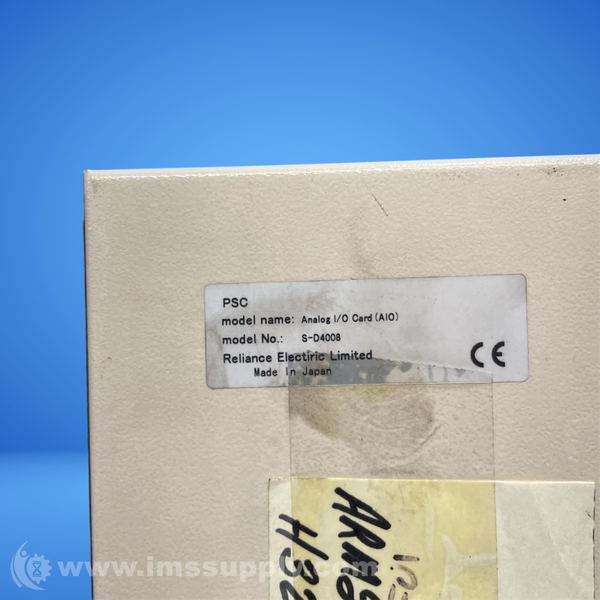 PSC
model name: Analog I/O Card (AIO)
model No.: S-D4008
Reliance Electric Limited
Made In Japan
CE
www.imssupply.com